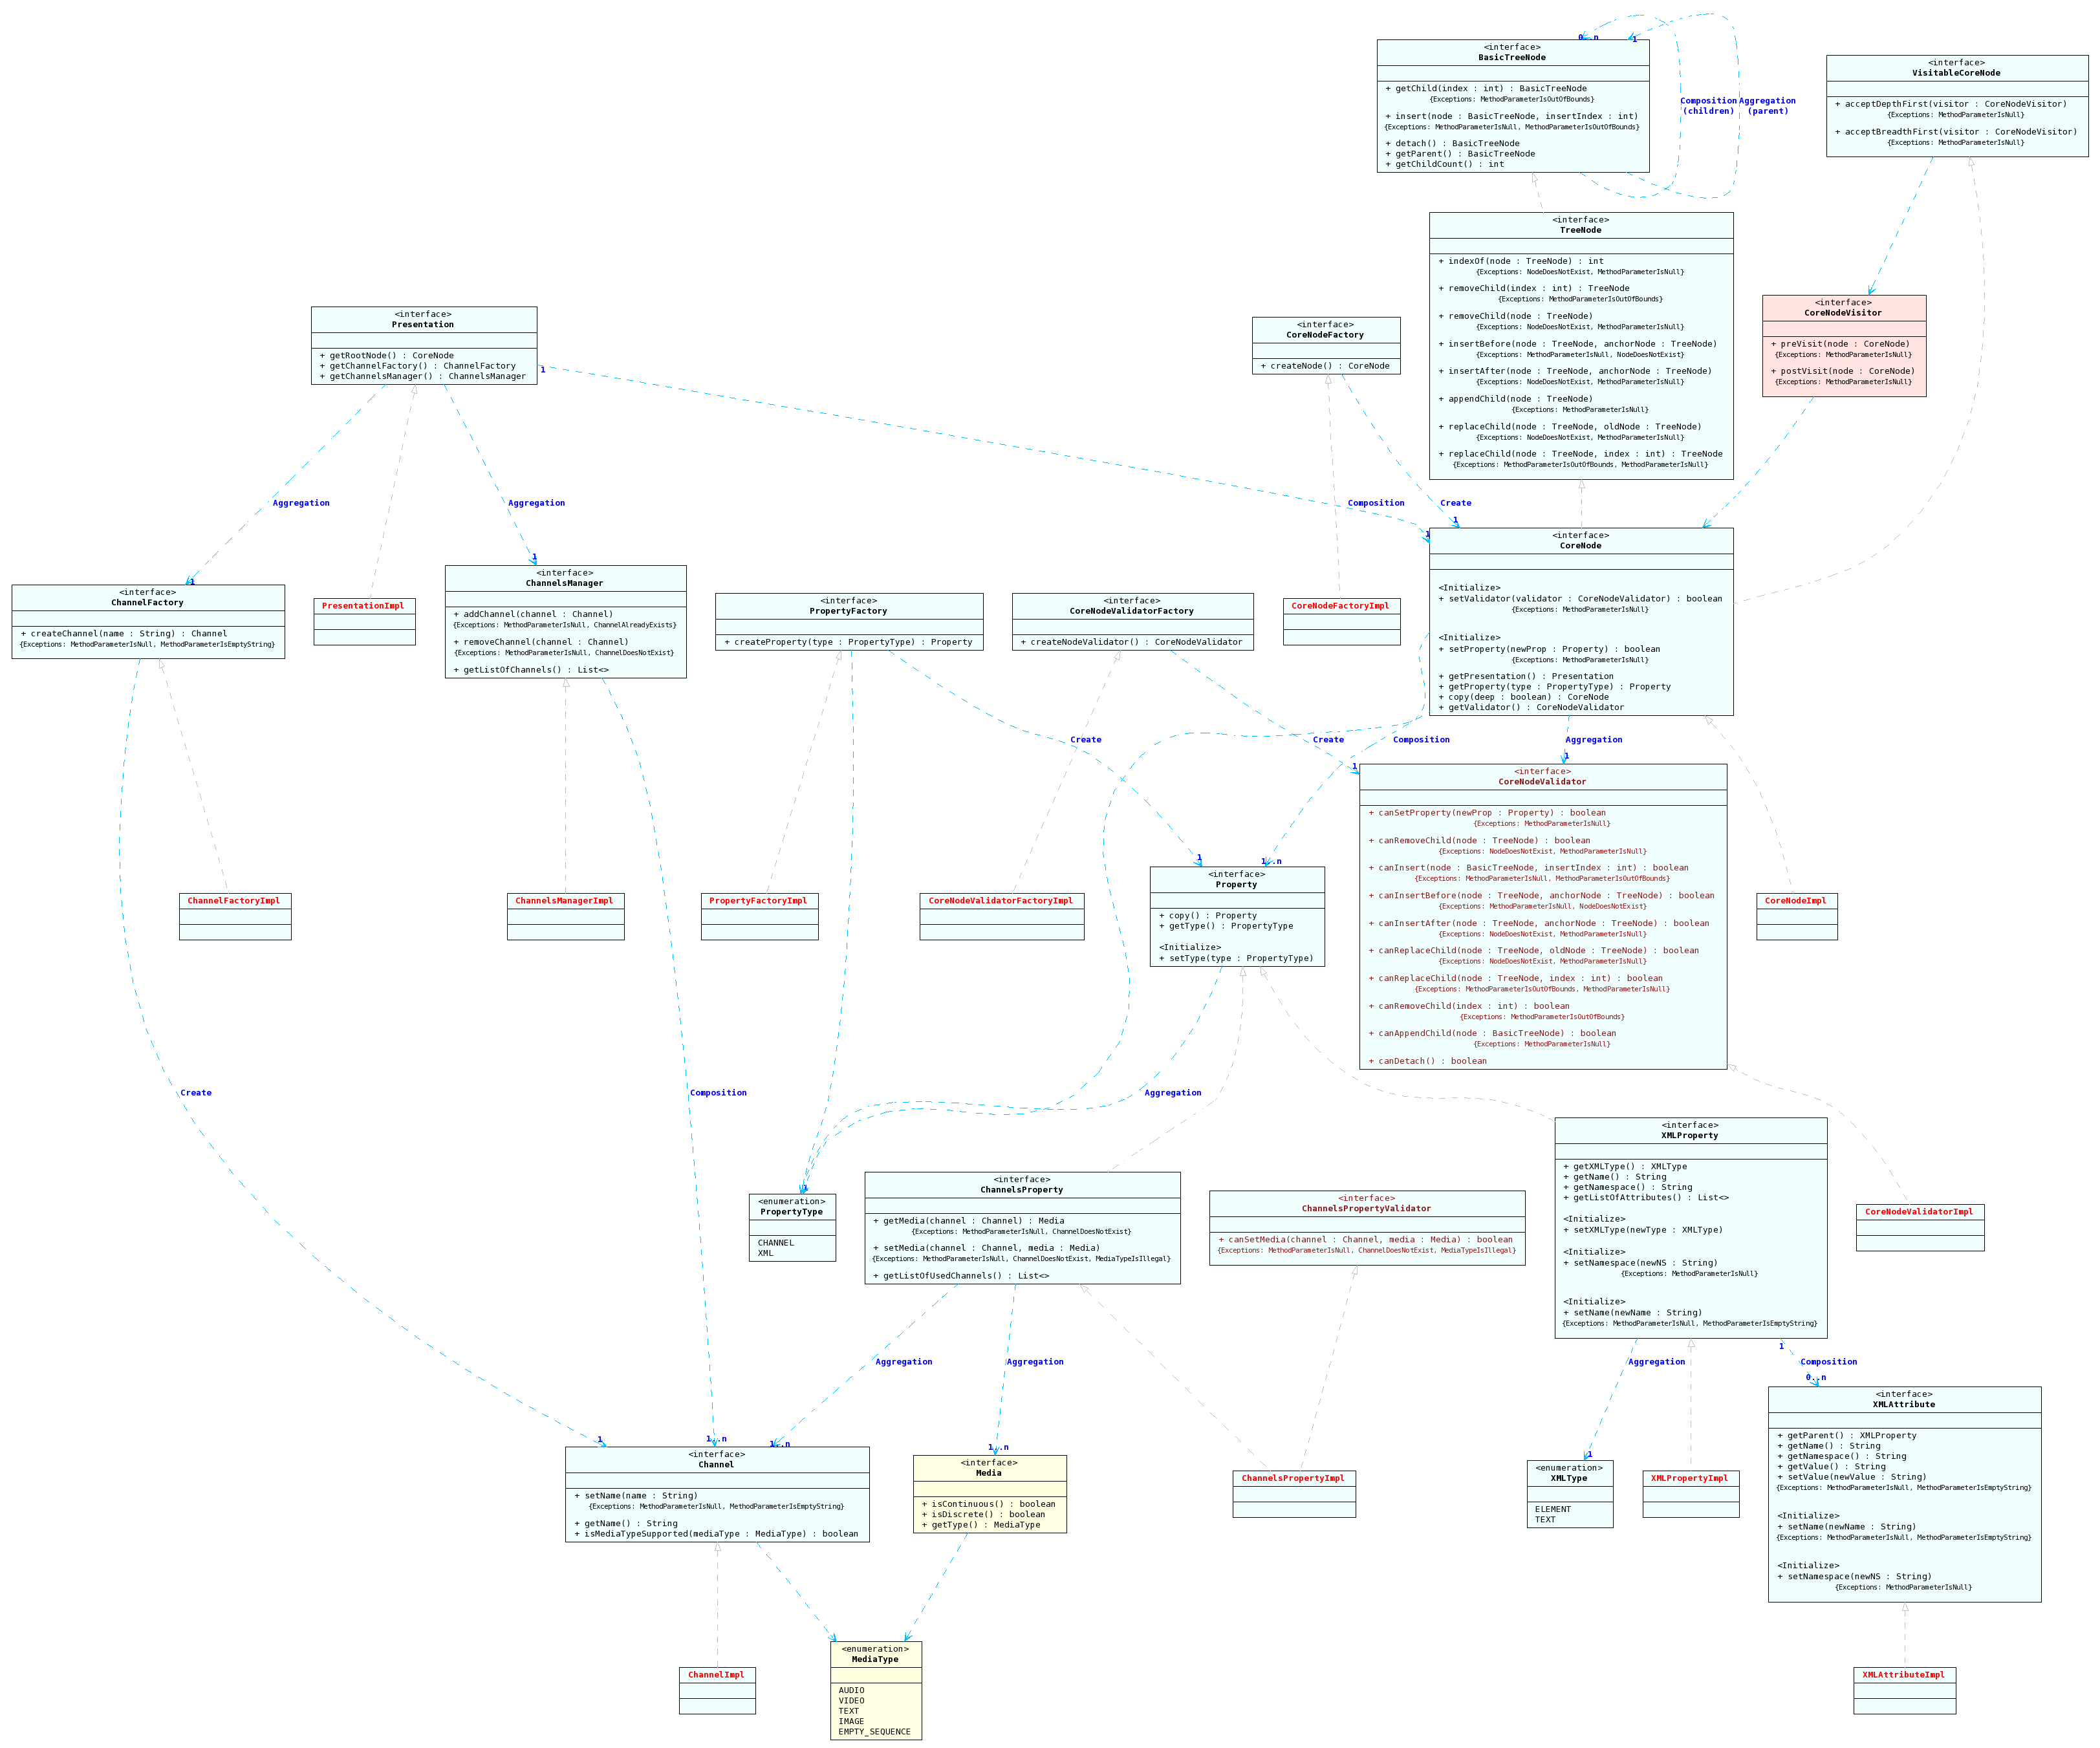 0..n
1
<interface>
BasicTreeNode
+ getChild(index : int) : BasicTreeNode
{Exceptions: MethodParameterIsOutOfBounds}
+ insert(node : BasicTreeNode, insertIndex : int)
{Exceptions: MethodParameterIsNull, MethodParameterIsOutOfBounds}
+ detach() : BasicTreeNode
+ getParent() : BasicTreeNode
+ getChildCount() : int
Composition
(children)
Aggregation
(parent)
<interface>
VisitableCoreNode
+ acceptDepthFirst(visitor : CoreNodeVisitor)
{Exceptions: MethodParameterIsNull}
+ acceptBreadthFirst(visitor : CoreNodeVisitor)
{Exceptions: MethodParameterIsNull}
<interface>
TreeNode
+ indexOf(node : TreeNode) : int
{Exceptions: NodeDoesNotExist, MethodParameterIsNull}
+ removeChild(index : int) : TreeNode
{Exceptions: MethodParameterIsOutOfBounds}
+ removeChild(node : TreeNode)
{Exceptions: NodeDoesNotExist, MethodParameterIsNull}
+ insertBefore(node : TreeNode, anchorNode : TreeNode)
{Exceptions: MethodParameterIsNull, NodeDoesNotExist}
+ insertAfter(node : TreeNode, anchorNode : TreeNode)
{Exceptions: NodeDoesNotExist, MethodParameterIsNull}
+ appendChild(node : TreeNode)
{Exceptions: MethodParameterIsNull}
+ replaceChild(node : TreeNode, oldNode : TreeNode)
{Exceptions: NodeDoesNotExist, MethodParameterIsNull}
+ replaceChild(node : TreeNode, index : int) : TreeNode
{Exceptions: MethodParameterIsOutOfBounds, MethodParameterIsNull}
<interface>
CoreNodeVisitor
+ preVisit(node : CoreNode)
{Exceptions: MethodParameterIsNull}
+ postVisit(node : CoreNode)
{Exceptions: MethodParameterIsNull}
<interface>
Presentation
+ getRootNode() : CoreNode
+ getChannelFactory() : ChannelFactory
+ getChannelsManager() : ChannelsManager
1
<interface>
CoreNodeFactory
+ createNode() : CoreNode
Aggregation
Aggregation
Composition
Create
1
1
1
1
<interface>
CoreNode
<Initialize>
+ setValidator(validator : CoreNodeValidator) : boolean
{Exceptions: MethodParameterIsNull}
<Initialize>
+ setProperty(newProp : Property) : boolean
{Exceptions: MethodParameterIsNull}
+ getPresentation() : Presentation
+ getProperty(type : PropertyType) : Property
+ copy(deep : boolean) : CoreNode
+ getValidator() : CoreNodeValidator
<interface>
ChannelFactory
+ createChannel(name : String) : Channel
{Exceptions: MethodParameterIsNull, MethodParameterIsEmptyString}
PresentationImpl
<interface>
ChannelsManager
+ addChannel(channel : Channel)
{Exceptions: MethodParameterIsNull, ChannelAlreadyExists}
+ removeChannel(channel : Channel)
{Exceptions: MethodParameterIsNull, ChannelDoesNotExist}
+ getListOfChannels() : List<>
<interface>
PropertyFactory
+ createProperty(type : PropertyType) : Property
<interface>
CoreNodeValidatorFactory
+ createNodeValidator() : CoreNodeValidator
CoreNodeFactoryImpl
Create
Create
Composition
Aggregation
1
1
<interface>
CoreNodeValidator
+ canSetProperty(newProp : Property) : boolean
{Exceptions: MethodParameterIsNull}
+ canRemoveChild(node : TreeNode) : boolean
{Exceptions: NodeDoesNotExist, MethodParameterIsNull}
+ canInsert(node : BasicTreeNode, insertIndex : int) : boolean
{Exceptions: MethodParameterIsNull, MethodParameterIsOutOfBounds}
+ canInsertBefore(node : TreeNode, anchorNode : TreeNode) : boolean
{Exceptions: MethodParameterIsNull, NodeDoesNotExist}
+ canInsertAfter(node : TreeNode, anchorNode : TreeNode) : boolean
{Exceptions: NodeDoesNotExist, MethodParameterIsNull}
+ canReplaceChild(node : TreeNode, oldNode : TreeNode) : boolean
{Exceptions: NodeDoesNotExist, MethodParameterIsNull}
+ canReplaceChild(node : TreeNode, index : int) : boolean
{Exceptions: MethodParameterIsOutOfBounds, MethodParameterIsNull}
+ canRemoveChild(index : int) : boolean
{Exceptions: MethodParameterIsOutOfBounds}
+ canAppendChild(node : BasicTreeNode) : boolean
{Exceptions: MethodParameterIsNull}
+ canDetach() : boolean
1
1..n
<interface>
Property
+ copy() : Property
+ getType() : PropertyType
<Initialize>
+ setType(type : PropertyType)
ChannelFactoryImpl
ChannelsManagerImpl
PropertyFactoryImpl
CoreNodeValidatorFactoryImpl
CoreNodeImpl
Create
Composition
Aggregation
1
<enumeration>
PropertyType
CHANNEL
XML
<interface>
ChannelsProperty
+ getMedia(channel : Channel) : Media
{Exceptions: MethodParameterIsNull, ChannelDoesNotExist}
+ setMedia(channel : Channel, media : Media)
{Exceptions: MethodParameterIsNull, ChannelDoesNotExist, MediaTypeIsIllegal}
+ getListOfUsedChannels() : List<>
<interface>
ChannelsPropertyValidator
+ canSetMedia(channel : Channel, media : Media) : boolean
{Exceptions: MethodParameterIsNull, ChannelDoesNotExist, MediaTypeIsIllegal}
<interface>
XMLProperty
+ getXMLType() : XMLType
+ getName() : String
+ getNamespace() : String
+ getListOfAttributes() : List<>
<Initialize>
+ setXMLType(newType : XMLType)
<Initialize>
+ setNamespace(newNS : String)
{Exceptions: MethodParameterIsNull}
<Initialize>
+ setName(newName : String)
{Exceptions: MethodParameterIsNull, MethodParameterIsEmptyString}
CoreNodeValidatorImpl
Aggregation
Aggregation
Aggregation
1
Composition
0..n
1
1..n
1..n
1..n
1
<interface>
Channel
+ setName(name : String)
{Exceptions: MethodParameterIsNull, MethodParameterIsEmptyString}
+ getName() : String
+ isMediaTypeSupported(mediaType : MediaType) : boolean
<interface>
Media
+ isContinuous() : boolean
+ isDiscrete() : boolean
+ getType() : MediaType
ChannelsPropertyImpl
<enumeration>
XMLType
ELEMENT
TEXT
XMLPropertyImpl
<interface>
XMLAttribute
+ getParent() : XMLProperty
+ getName() : String
+ getNamespace() : String
+ getValue() : String
+ setValue(newValue : String)
{Exceptions: MethodParameterIsNull, MethodParameterIsEmptyString}
<Initialize>
+ setName(newName : String)
{Exceptions: MethodParameterIsNull, MethodParameterIsEmptyString}
<Initialize>
+ setNamespace(newNS : String)
{Exceptions: MethodParameterIsNull}
ChannelImpl
<enumeration>
MediaType
AUDIO
VIDEO
TEXT
IMAGE
EMPTY_SEQUENCE
XMLAttributeImpl